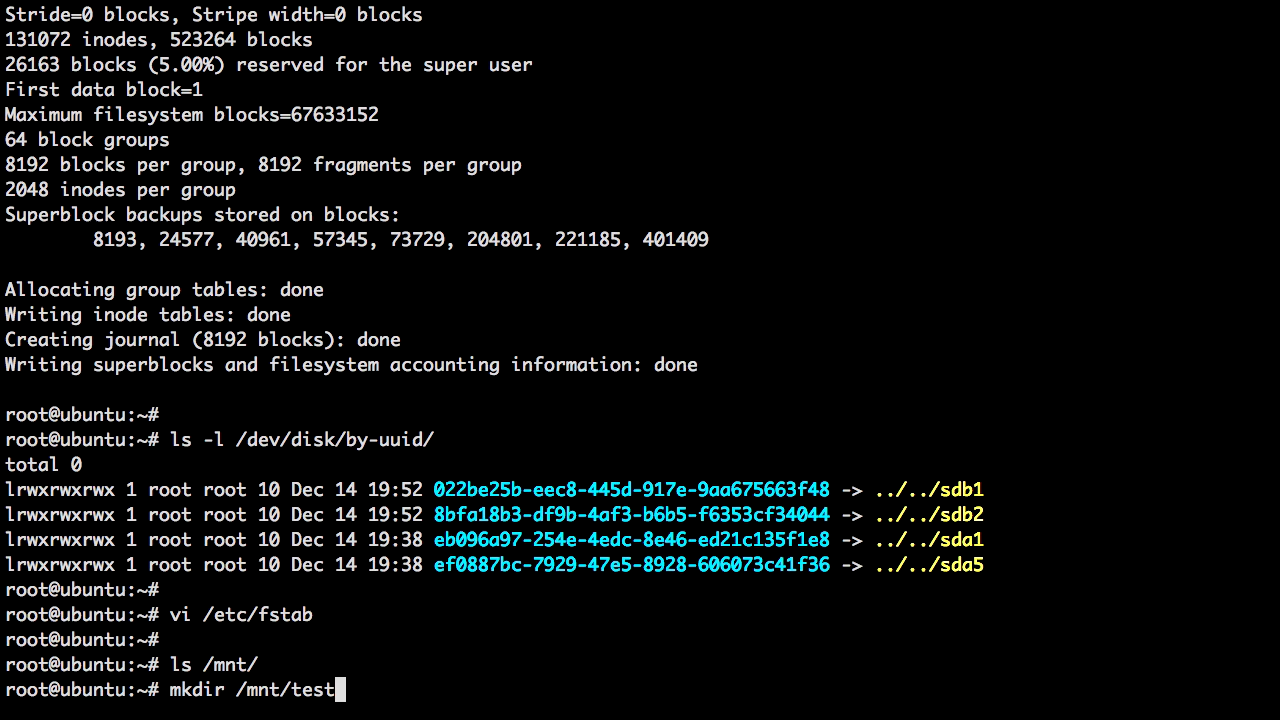 Stride=0 blocks, Stripe width=0 blocks
131072 inodes, 523264 blocks
26163 blocks (5.00%) reserved for the super user
First data block=1
Maximum filesystem blocks=67633152
64 block groups
8192 blocks per group, 8192 fragments per group
2048 inodes per group
Superblock backups stored on blocks:
        8193, 24577, 40961, 57345, 73729, 204801, 221185, 401409

Allocating group tables: done
Writing inode tables: done
Creating journal (8192 blocks): done
Writing superblocks and filesystem accounting information: done

root@ubuntu:~#
root@ubuntu:~# ls -l /dev/disk/by-uuid/
total 0
lrwxrwxrwx 1 root root 10 Dec 14 19:52 022be25b-eec8-445d-917e-9aa675663f48 -> ../../sdb1
lrwxrwxrwx 1 root root 10 Dec 14 19:52 8bfa18b3-df9b-4af3-b6b5-f6353cf34044 -> ../../sdb2
lrwxrwxrwx 1 root root 10 Dec 14 19:38 eb096a97-254e-4edc-8e46-ed21c135f1e8 -> ../../sda1
lrwxrwxrwx 1 root root 10 Dec 14 19:38 ef0887bc-7929-47e5-8928-606073c41f36 -> ../../sda5
root@ubuntu:~#
root@ubuntu:~# vi /etc/fstab
root@ubuntu:~#
root@ubuntu:~# ls /mnt/
root@ubuntu:~# mkdir /mnt/test